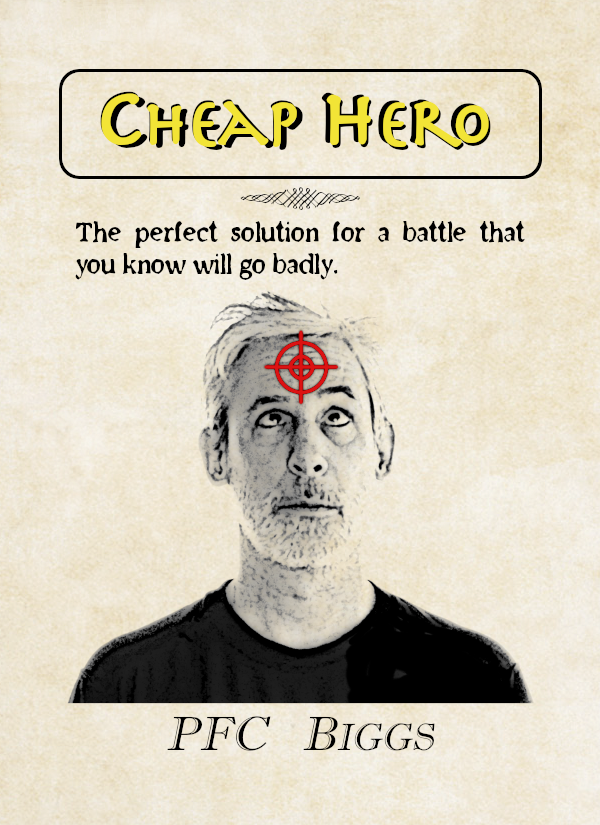 Cheap Hero
The perfect solution for a battle that
you know will go badly.
PFC Biggs